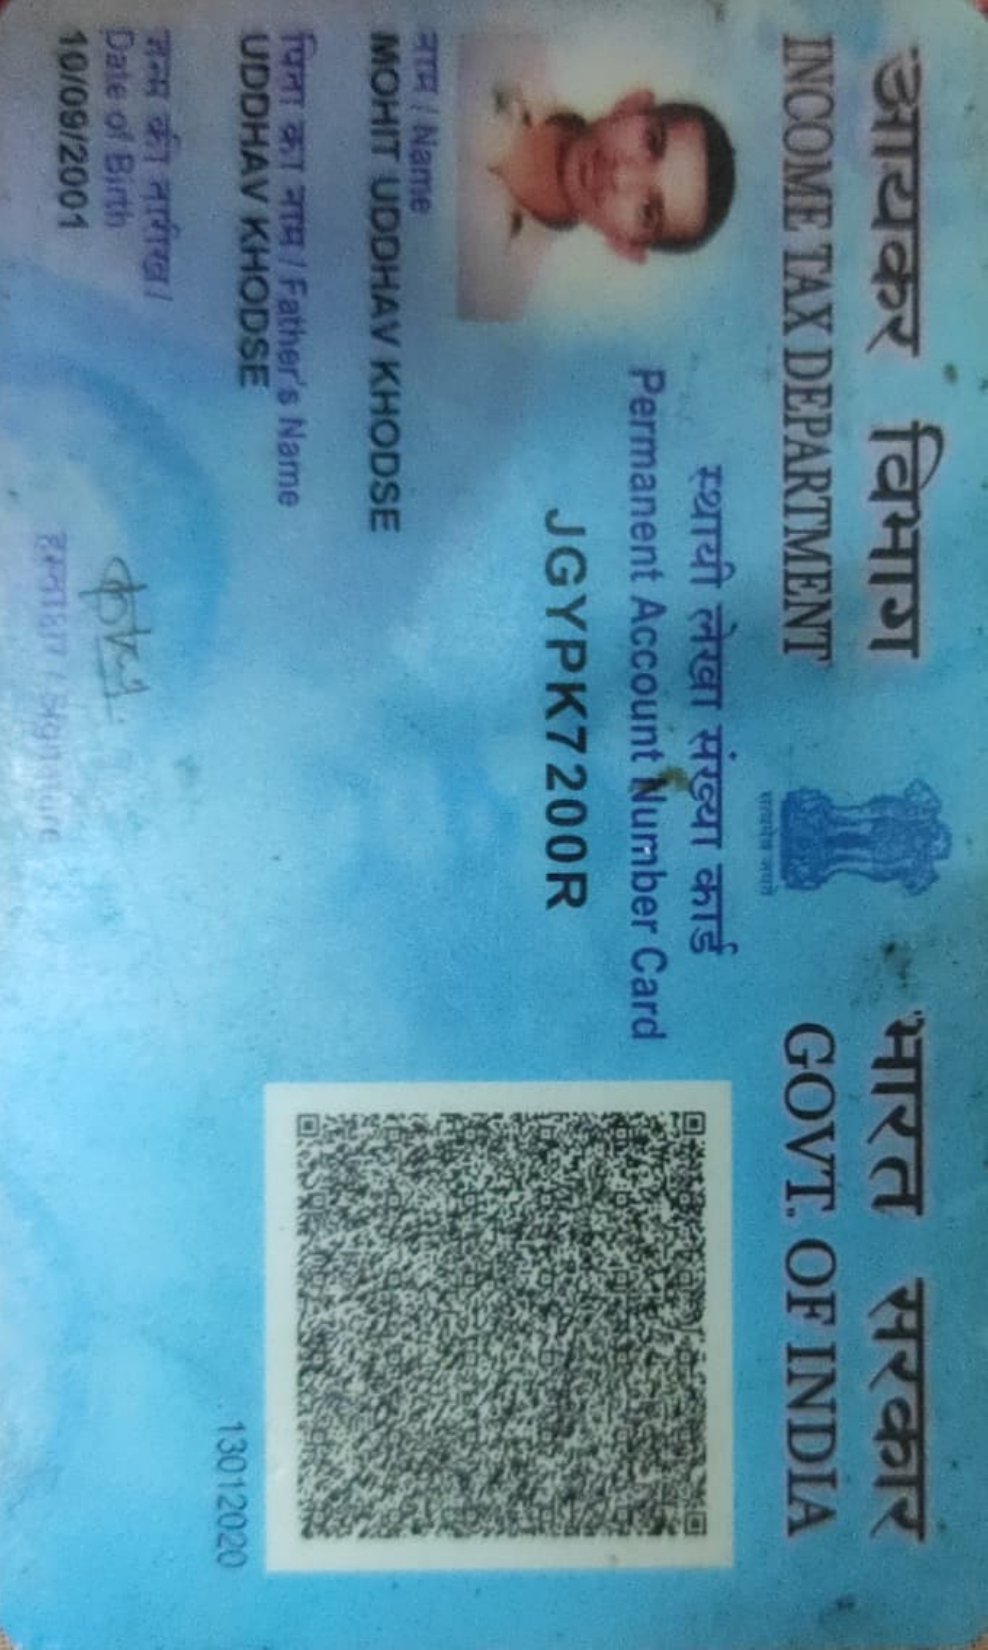 आयकर विभाग
INCOME TAX DEPARTMENT
भारत सरकार
GOVT. OF INDIA
सत्यमेव जयते
स्थायी लेखा संख्या कार्ड
Permanent Account Number Card
JGYPK7200R
नाम / Name
MOHIT UDDHAV KHODSE
पिता का नाम / Father's Name
UDDHAV KHODSE
जन्म की तारीख /
Date of Birth
10/09/2001
हस्ताक्षर / Signature
13012020